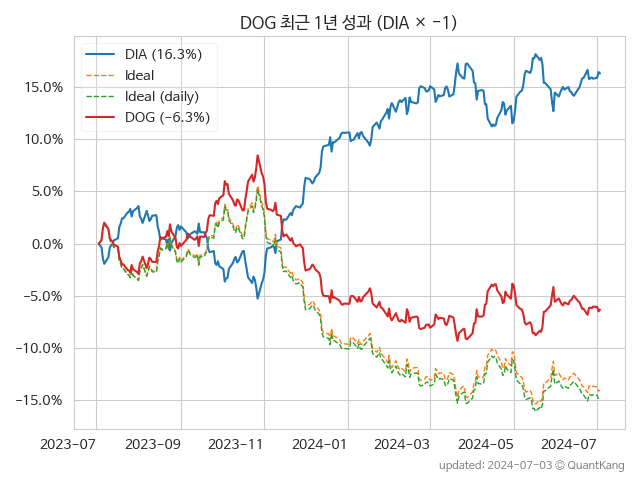 DOG 최근 1년 성과 (DIA × −1)
DIA (16.3%)
Ideal
Ideal (daily)
DOG (−6.3%)
15.0%
10.0%
5.0%
0.0%
−5.0%
−10.0%
−15.0%
2023-07 2023-09 2023-11 2024-01 2024-03 2024-05 2024-07
updated: 2024-07-03 © QuantKang